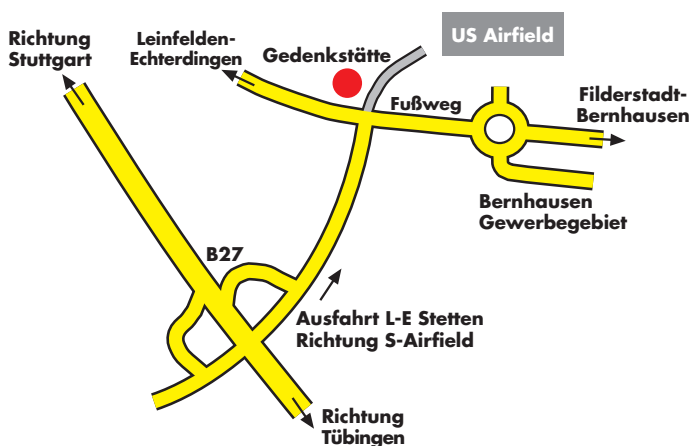 Richtung
Stuttgart
Leinfelden-
Echterdingen
Gedenkstätte
US Airfield
Fußweg
Filderstadt-
Bernhausen
Bernhausen
Gewerbegebiet
B27
Ausfahrt L-E Stetten
Richtung S-Airfield
Richtung
Tübingen